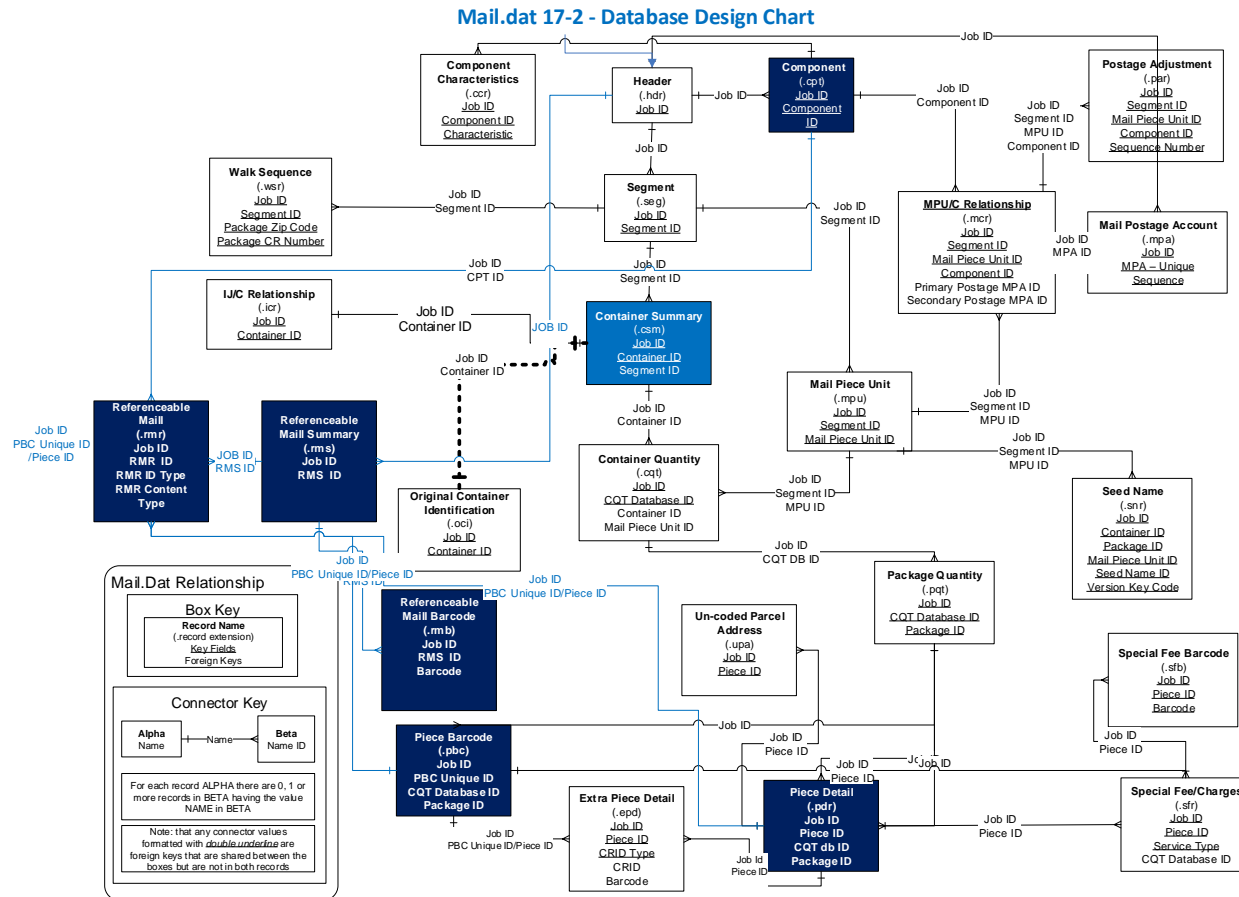 Mail.dat 17-2 - Database Design Chart
Component
Characteristics
(.ccr)
Job ID
Component ID
Characteristic
Header
(.hdr)
Job ID
Job ID
Component
(.cpt)
Job ID
Component
ID
Job ID
Job ID
Component ID
Job ID
Segment ID
MPU ID
Component ID
Postage Adjustment
(.par)
Job ID
Segment ID
Mail Piece Unit ID
Component ID
Sequence Number
Job ID
Walk Sequence
(.wsr)
Job ID
Segment ID
Package Zip Code
Package CR Number
Job ID
Segment ID
Segment
(.seg)
Job ID
Segment ID
Job ID
Segment ID
MPU/C Relationship
(.mcr)
Job ID
Segment ID
Mail Piece Unit ID
Component ID
Primary Postage MPA ID
Secondary Postage MPA ID
Job ID
MPA ID
Mail Postage Account
(.mpa)
Job ID
MPA – Unique
Sequence
Job ID
CPT ID
Job ID
Segment ID
IJ/C Relationship
(.icr)
Job ID
Container ID
Job ID
Container ID
JOB ID
Container Summary
(.csm)
Job ID
Container ID
Segment ID
Job ID
Container ID
Job ID
Container ID
Mail Piece Unit
(.mpu)
Job ID
Segment ID
Mail Piece Unit ID
Job ID
Segment ID
MPU ID
Job ID
PBC Unique ID
/Piece ID
Referenceable
Maill
(.rmr)
Job ID
RMR ID
RMR ID Type
RMR Content
Type
JOB ID
RMS ID
Referenceable
Maill Summary
(.rms)
Job ID
RMS  ID
Original Container
Identification
(.oci)
Job ID
Container ID
Container Quantity
(.cqt)
Job ID
CQT Database ID
Container ID
Mail Piece Unit ID
Job ID
Segment ID
MPU ID
Job ID
Segment ID
MPU ID
Seed Name
(.snr)
Job ID
Container ID
Package ID
Mail Piece Unit ID
Seed Name ID
Version Key Code
Job ID
CQT DB ID
Job ID
PBC Unique ID/Piece ID
RMS ID
Job ID
PBC Unique ID/Piece ID
Package Quantity
(.pqt)
Job ID
CQT Database ID
Package ID
Referenceable
Maill Barcode
(.rmb)
Job ID
RMS  ID
Barcode
Un-coded Parcel
Address
(.upa)
Job ID
Piece ID
Special Fee Barcode
(.sfb)
Job ID
Piece ID
Barcode
Mail.Dat Relationship
Box Key
Record Name
(.record extension)
Key Fields
Foreign Keys
Connector Key
Alpha
Name
Name
Beta
Name ID
For each record ALPHA there are 0, 1 or
more records in BETA having the value
NAME in BETA
Note: that any connector values
formatted with double underline are
foreign keys that are shared between the
boxes but are not in both records
Piece Barcode
(.pbc)
Job ID
PBC Unique ID
CQT Database ID
Package ID
Job ID
Job ID
Piece ID
Job ID
Piece ID
Job ID
Job ID
Piece ID
Job ID
PBC Unique ID/Piece ID
Extra Piece Detail
(.epd)
Job ID
Piece ID
CRID Type
CRID
Barcode
Job Id
Piece ID
Piece Detail
(.pdr)
Job ID
Piece ID
CQT db ID
Package ID
Job ID
Piece ID
Special Fee/Charges
(.sfr)
Job ID
Piece ID
Service Type
CQT Database ID